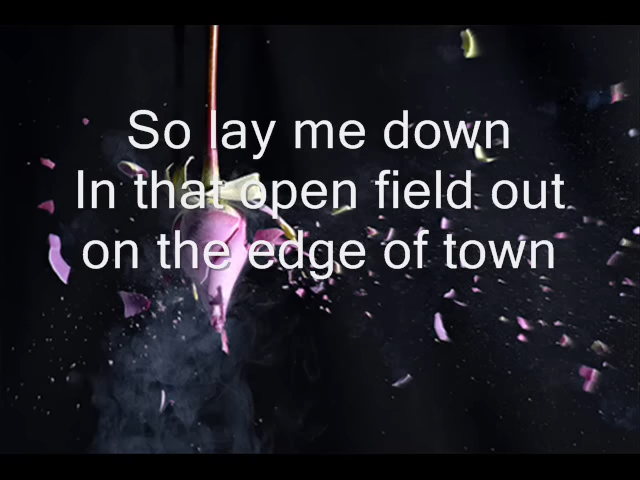 So lay me down
In that open field out
on the edge of town